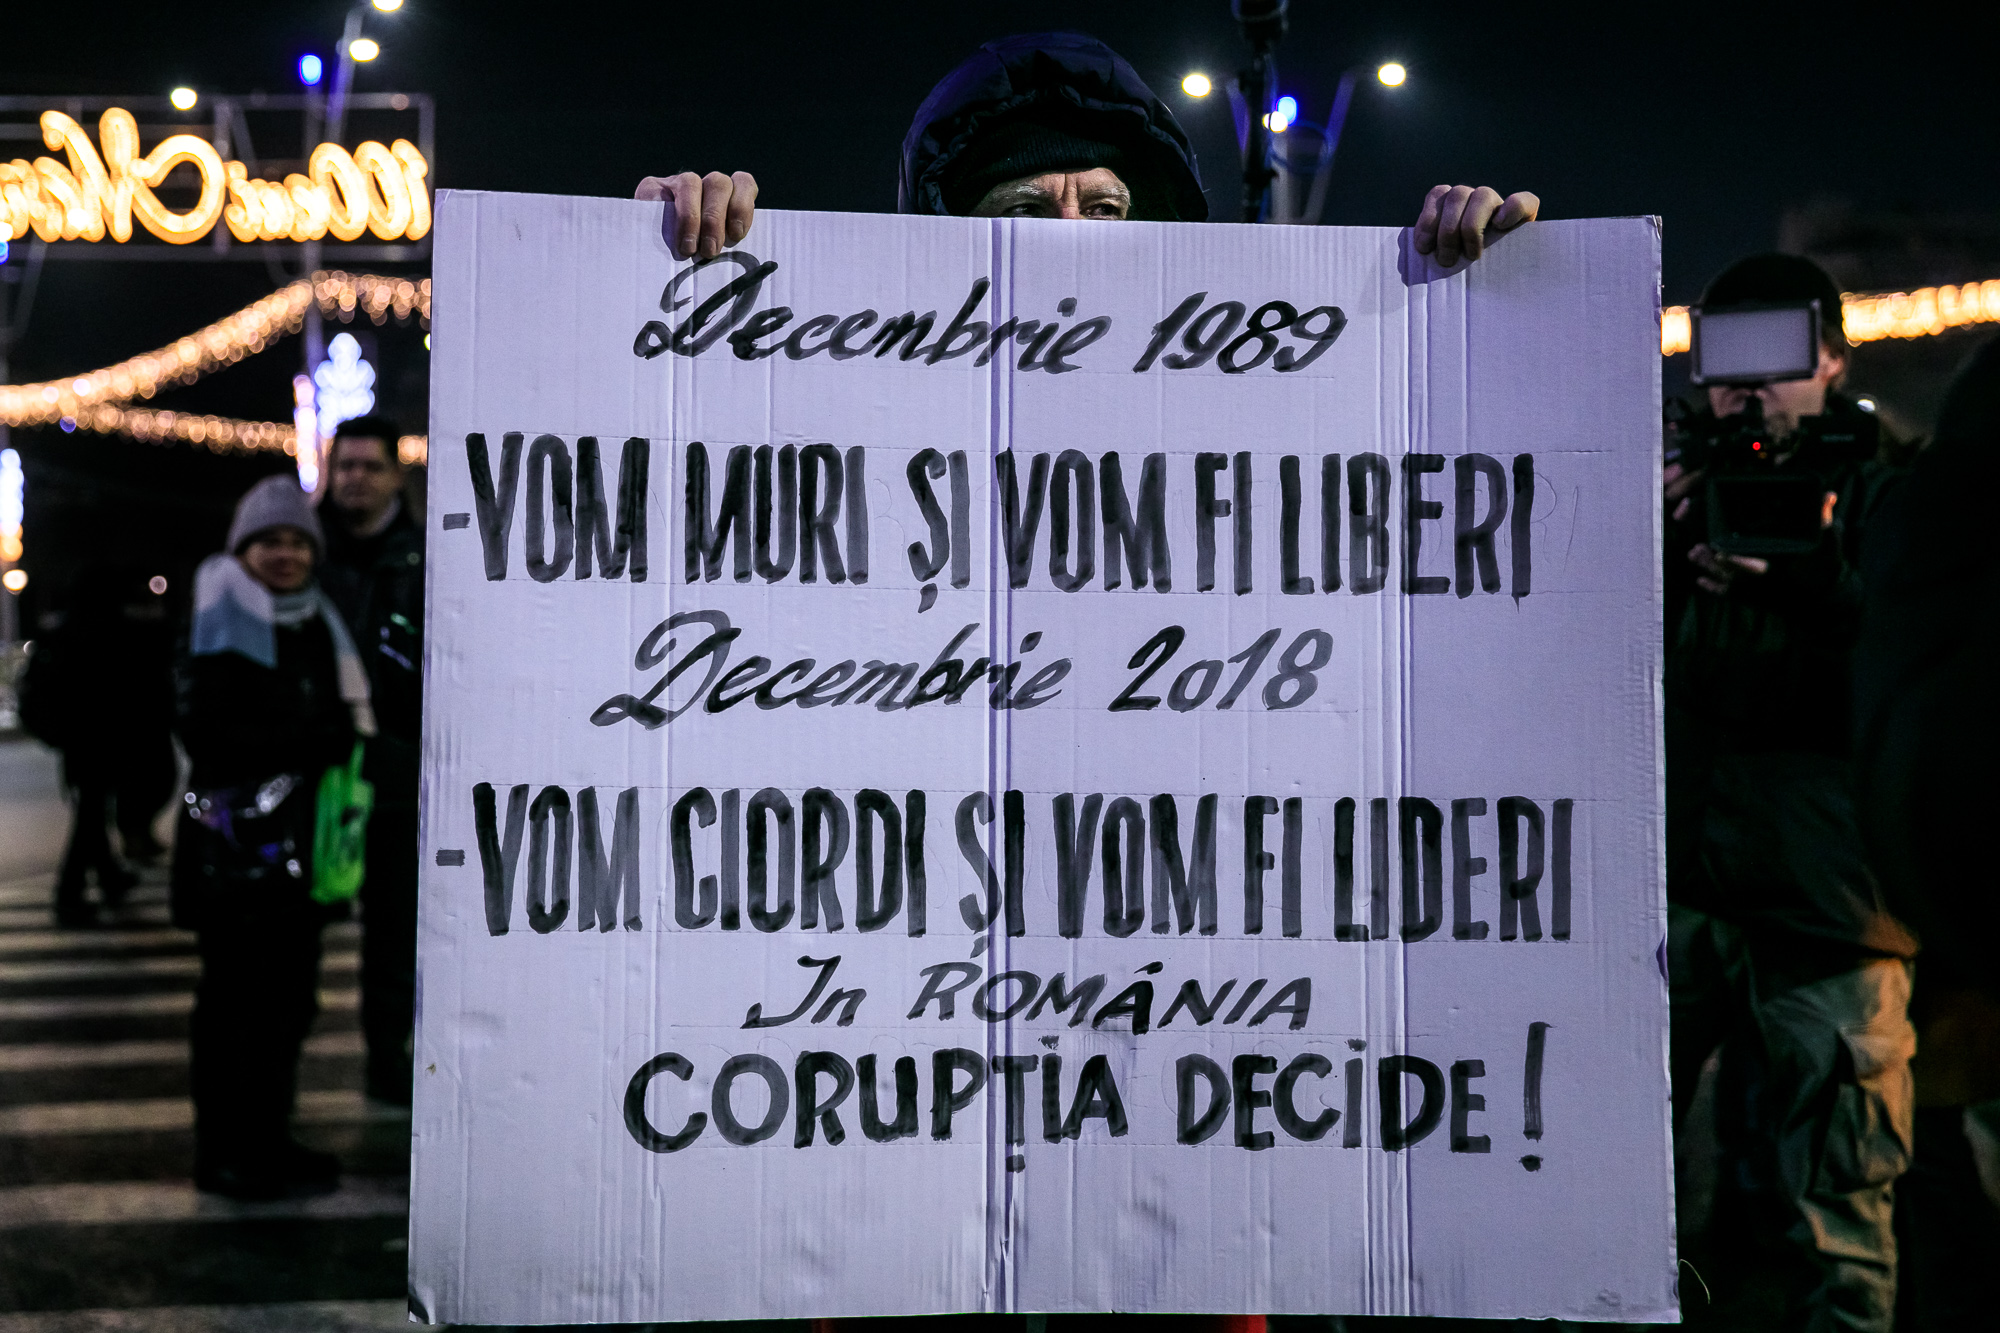 Decembrie 1989
-VOM MURI ȘI VOM FI LIBERI
Decembrie 2018
-VOM CIORDI ȘI VOM FI LIDERI
În ROMÂNIA
CORUPȚIA DECIDE!